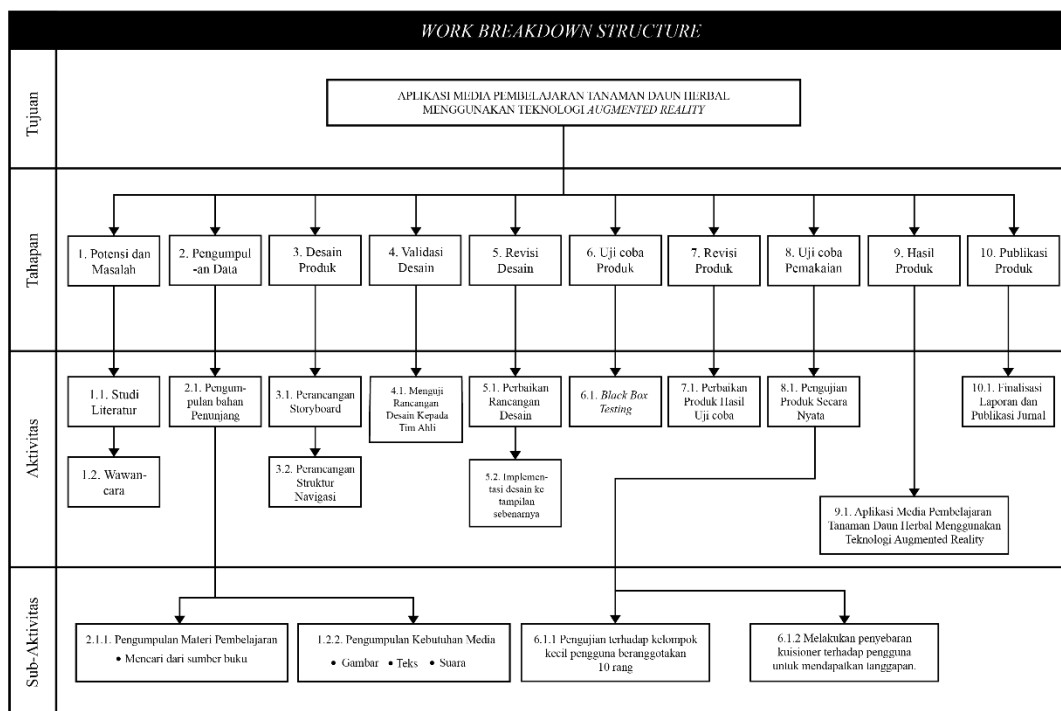 WORK BREAKDOWN STRUCTURE
Tujuan
APLIKASI MEDIA PEMBELAJARAN TANAMAN DAUN HERBAL
MENGGUNAKAN TEKNOLOGI AUGMENTED REALITY
Tahapan
1. Potensi dan
Masalah
2. Pengumpul
-an Data
3. Desain
Produk
4. Validasi
Desain
5. Revisi
Desain
6. Uji coba
Produk
7. Revisi
Produk
8. Uji coba
Pemakaian
9. Hasil
Produk
10. Publikasi
Produk
Aktivitas
1.1. Studi
Literatur
1.2. Wawan-
cara
2.1. Pengum-
pulan bahan
Penunjang
3.1. Perancangan
Storyboard
3.2. Perancangan
Struktur
Navigasi
4.1. Menguji
Rancangan
Desain Kepada
Tim Ahli
5.1. Perbaikan
Rancangan
Desain
5.2. Implemen-
tasi desain ke
tampilan
sebenarnya
6.1. Black Box
Testing
7.1. Perbaikan
Produk Hasil
Uji coba
8.1. Pengujian
Produk Secara
Nyata
9.1. Aplikasi Media Pembelajaran
Tanaman Daun Herbal Menggunakan
Teknologi Augmented Reality
10.1. Finalisasi
Laporan dan
Publikasi Jurnal
Sub-Aktivitas
2.1.1. Pengumpulan Materi Pembelajaran
• Mencari dari sumber buku
1.2.2. Pengumpulan Kebutuhan Media
• Gambar • Teks • Suara
6.1.1 Pengujian terhadap kelompok
kecil pengguna beranggotakan
10 rang
6.1.2 Melakukan penyebaran
kuisioner terhadap pengguna
untuk mendapatkan tanggapan.